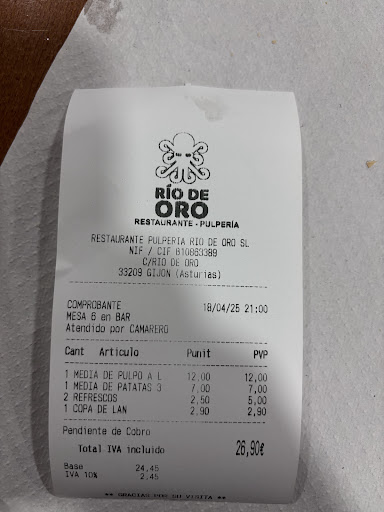 RÍO DE
ORO
RESTAURANTE - PULPERÍA
RESTAURANTE PULPERIA RIO DE ORO SL
NIF / CIF B10863389
C/RIO DE ORO
33209 GIJON (Asturias)
COMPROBANTE 18/04/25 21:00
MESA 6 en BAR
Atendido por CAMARERO
Cant Articulo Punit PVP
1 MEDIA DE PULPO A L 12,00 12,00
1 MEDIA DE PATATAS 3 7,00 7,00
2 REFRESCOS 2,50 5,00
1 COPA DE LAN 2,90 2,90
Pendiente de Cobro
Total IVA incluido 26,90€
Base 24,45
IVA 10% 2,45
** GRACIAS POR SU VISITA **